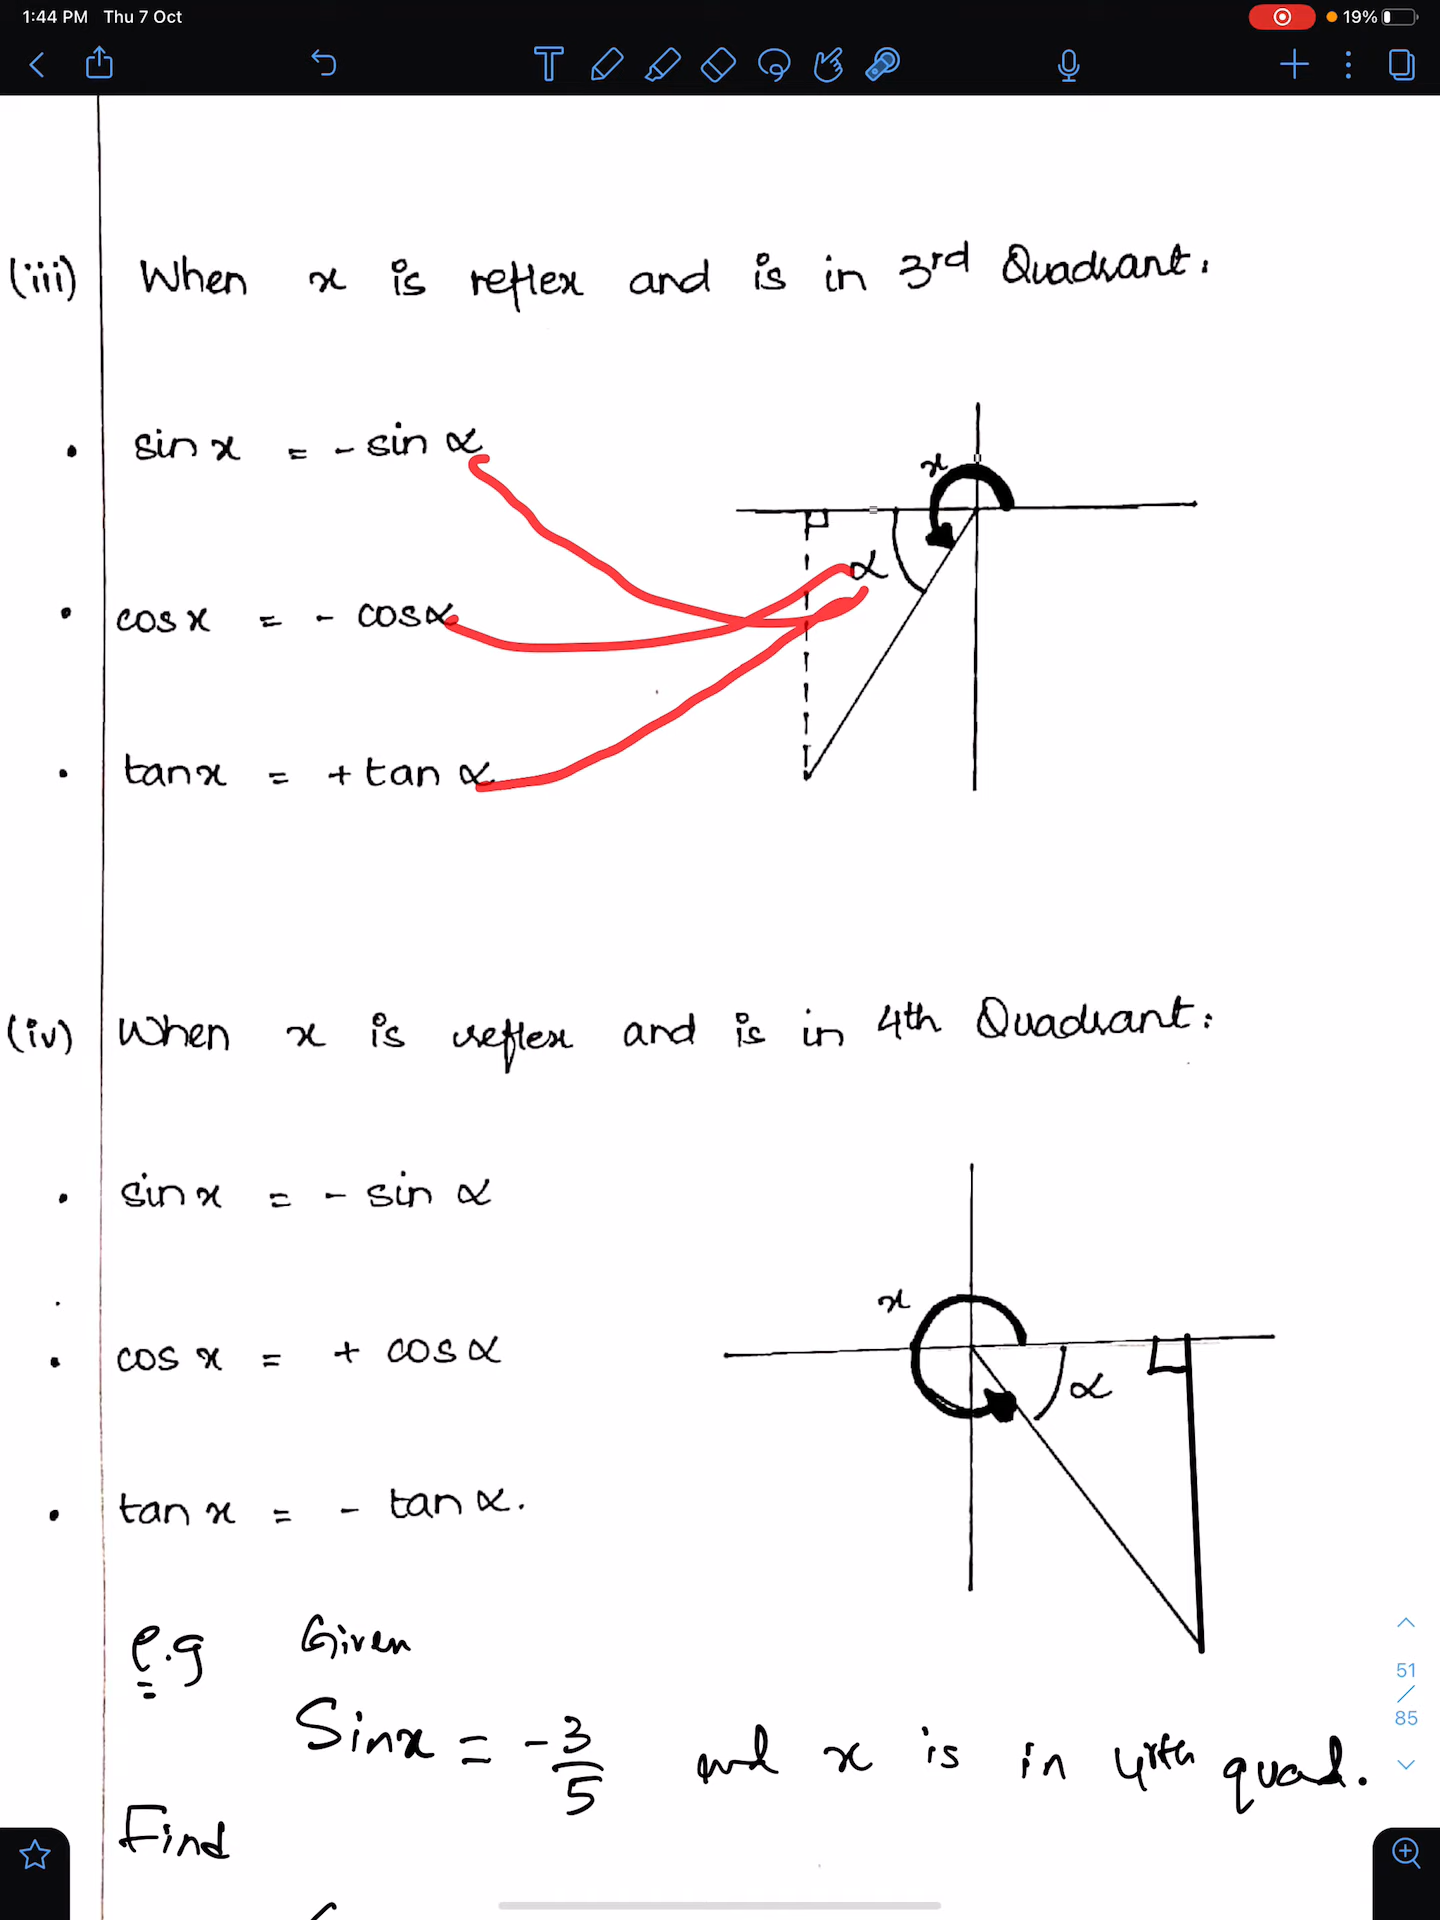 1:44 PM Thu 7 Oct 19%
(iii) When x is reflex and is in 3rd Quadrant:
• sin x = - sin α
x
α
• cos x = - cos α
• tan x = + tan α
(iv) When x is reflex and is in 4th Quadrant:
• sin x = - sin α
x
• cos x = + cos α
α
• tan x = - tan α.
e.g Given
51
/
85
Sin x = -3/5 and x is in 4rth quad.
Find